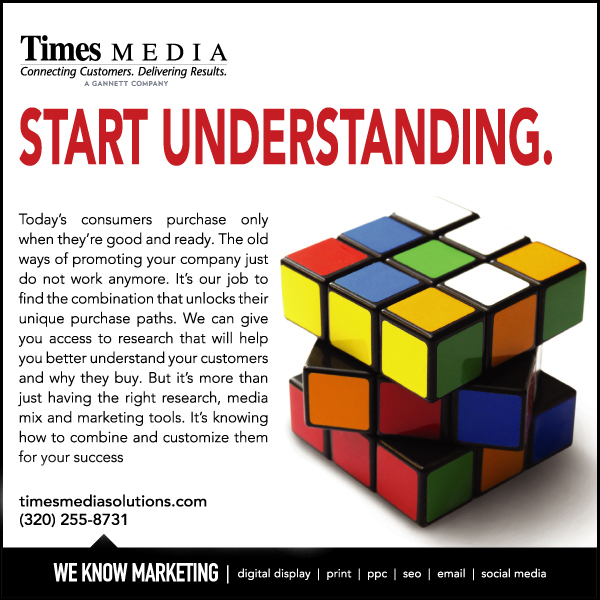 Times MEDIA
Connecting Customers. Delivering Results.
A GANNETT COMPANY
START UNDERSTANDING.
Today's consumers purchase only
when they're good and ready. The old
ways of promoting your company just
do not work anymore. It's our job to
find the combination that unlocks their
unique purchase paths. We can give
you access to research that will help
you better understand your customers
and why they buy. But it's more than
just having the right research, media
mix and marketing tools. It's knowing
how to combine and customize them
for your success
timesmediasolutions.com
(320) 255-8731
WE KNOW MARKETING | digital display | print | ppc | seo | email | social media